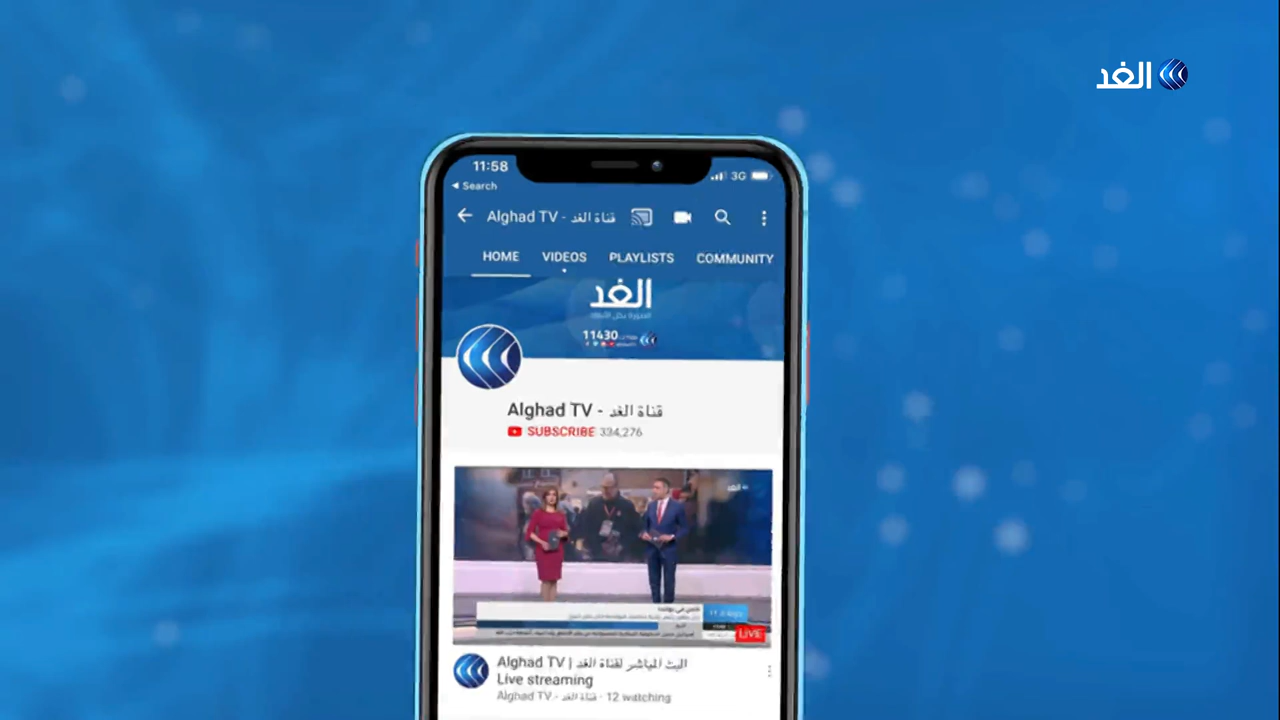 الغد
11:58
3G
Search
Alghad TV - قناة الغد
HOME VIDEOS PLAYLISTS COMMUNITY
الغد
11430
Alghad TV - قناة الغد
SUBSCRIBE 334,276
الغد
LIVE
Alghad TV | البث المباشر لقناة الغد
Live streaming
Alghad TV - قناة الغد · 12 watching